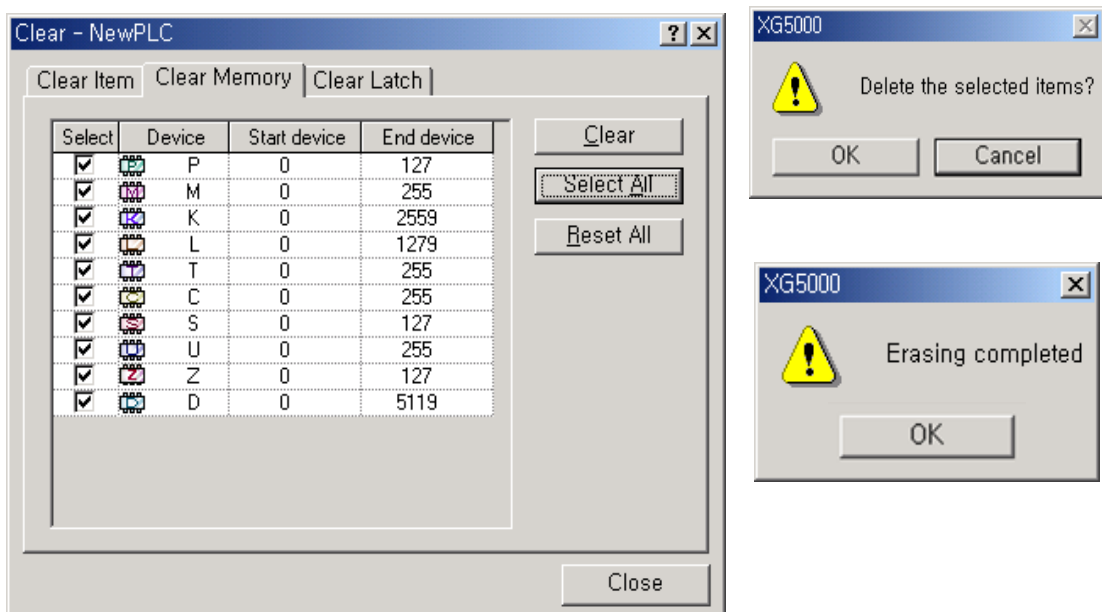 Clear - NewPLC
Clear Item Clear Memory Clear Latch
Select Device Start device End device
P P 0 127
M M 0 255
K K 0 2559
L L 0 1279
T T 0 255
C C 0 255
S S 0 127
U U 0 255
Z Z 0 127
D D 0 5119
Clear
Select All
Reset All
Close
XG5000
Delete the selected items?
OK Cancel
XG5000
Erasing completed
OK